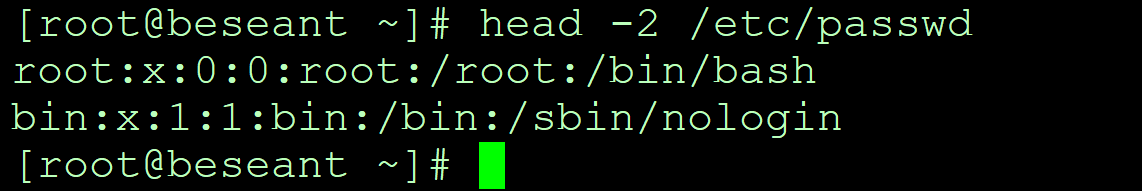 [root@beseant ~]# head -2 /etc/passwd
root:x:0:0:root:/root:/bin/bash
bin:x:1:1:bin:/bin:/sbin/nologin
[root@beseant ~]#